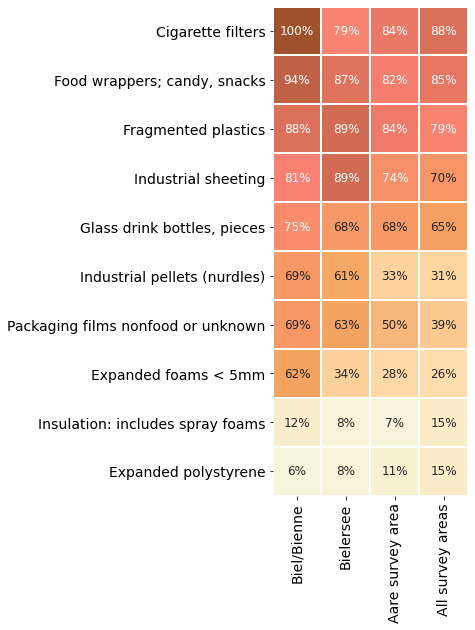 Cigarette filters 100% 79% 84% 88%
Food wrappers; candy, snacks 94% 87% 82% 85%
Fragmented plastics 88% 89% 84% 79%
Industrial sheeting 81% 89% 74% 70%
Glass drink bottles, pieces 75% 68% 68% 65%
Industrial pellets (nurdles) 69% 61% 33% 31%
Packaging films nonfood or unknown 69% 63% 50% 39%
Expanded foams < 5mm 62% 34% 28% 26%
Insulation: includes spray foams 12% 8% 7% 15%
Expanded polystyrene 6% 8% 11% 15%
Biel/Bienne
Bielersee
Aare survey area
All survey areas